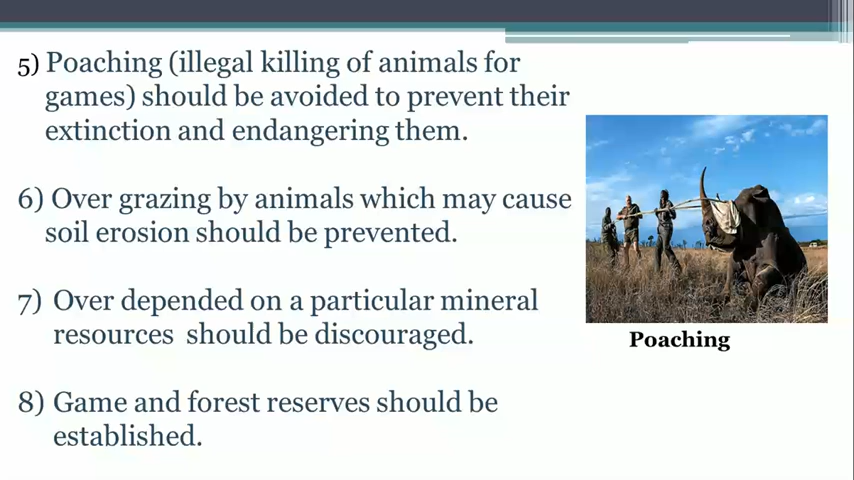 5) Poaching (illegal killing of animals for
games) should be avoided to prevent their
extinction and endangering them.
6) Over grazing by animals which may cause
soil erosion should be prevented.
7) Over depended on a particular mineral
resources should be discouraged.
8) Game and forest reserves should be
established.
Poaching